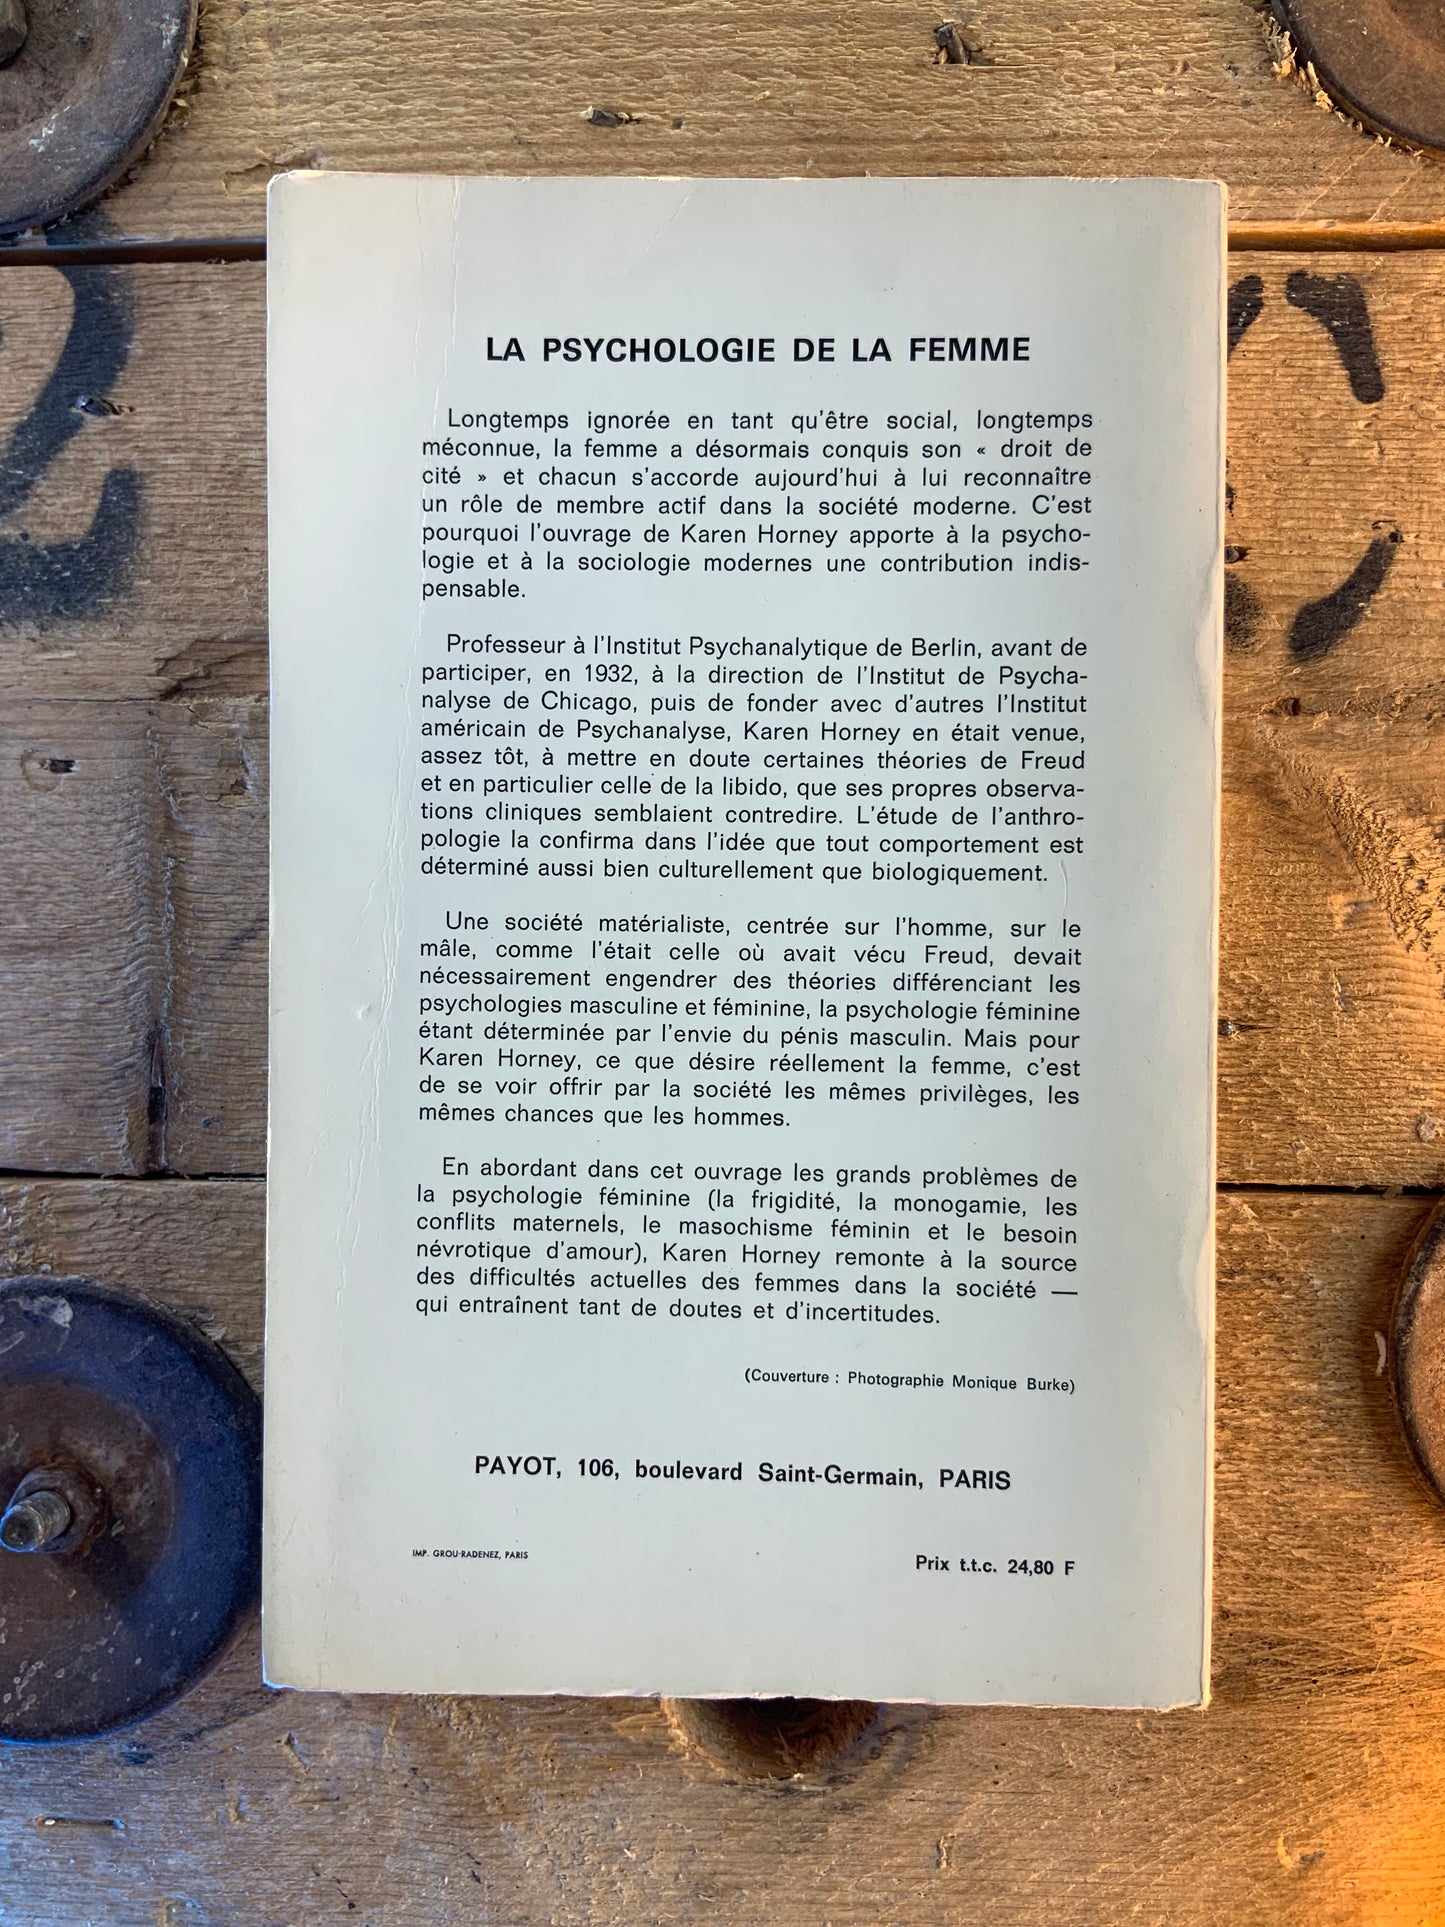 LA PSYCHOLOGIE DE LA FEMME
Longtemps ignorée en tant qu'être social, longtemps
méconnue, la femme a désormais conquis son « droit de
cité » et chacun s'accorde aujourd'hui à lui reconnaître
un rôle de membre actif dans la société moderne. C'est
pourquoi l'ouvrage de Karen Horney apporte à la psycho-
logie et à la sociologie modernes une contribution indis-
pensable.
Professeur à l'Institut Psychanalytique de Berlin, avant de
participer, en 1932, à la direction de l'Institut de Psycha-
nalyse de Chicago, puis de fonder avec d'autres l'Institut
américain de Psychanalyse, Karen Horney en était venue,
assez tôt, à mettre en doute certaines théories de Freud
et en particulier celle de la libido, que ses propres observa-
tions cliniques semblaient contredire. L'étude de l'anthro-
pologie la confirma dans l'idée que tout comportement est
déterminé aussi bien culturellement que biologiquement.
Une société matérialiste, centrée sur l'homme, sur le
mâle, comme l'était celle où avait vécu Freud, devait
nécessairement engendrer des théories différenciant les
psychologies masculine et féminine, la psychologie féminine
étant déterminée par l'envie du pénis masculin. Mais pour
Karen Horney, ce que désire réellement la femme, c'est
de se voir offrir par la société les mêmes privilèges, les
mêmes chances que les hommes.
En abordant dans cet ouvrage les grands problèmes de
la psychologie féminine (la frigidité, la monogamie, les
conflits maternels, le masochisme féminin et le besoin
névrotique d'amour), Karen Horney remonte à la source
des difficultés actuelles des femmes dans la société —
qui entraînent tant de doutes et d'incertitudes.
(Couverture : Photographie Monique Burke)
PAYOT, 106, boulevard Saint-Germain, PARIS
IMP. GROU-RADENEZ, PARIS
Prix t.t.c. 24,80 F